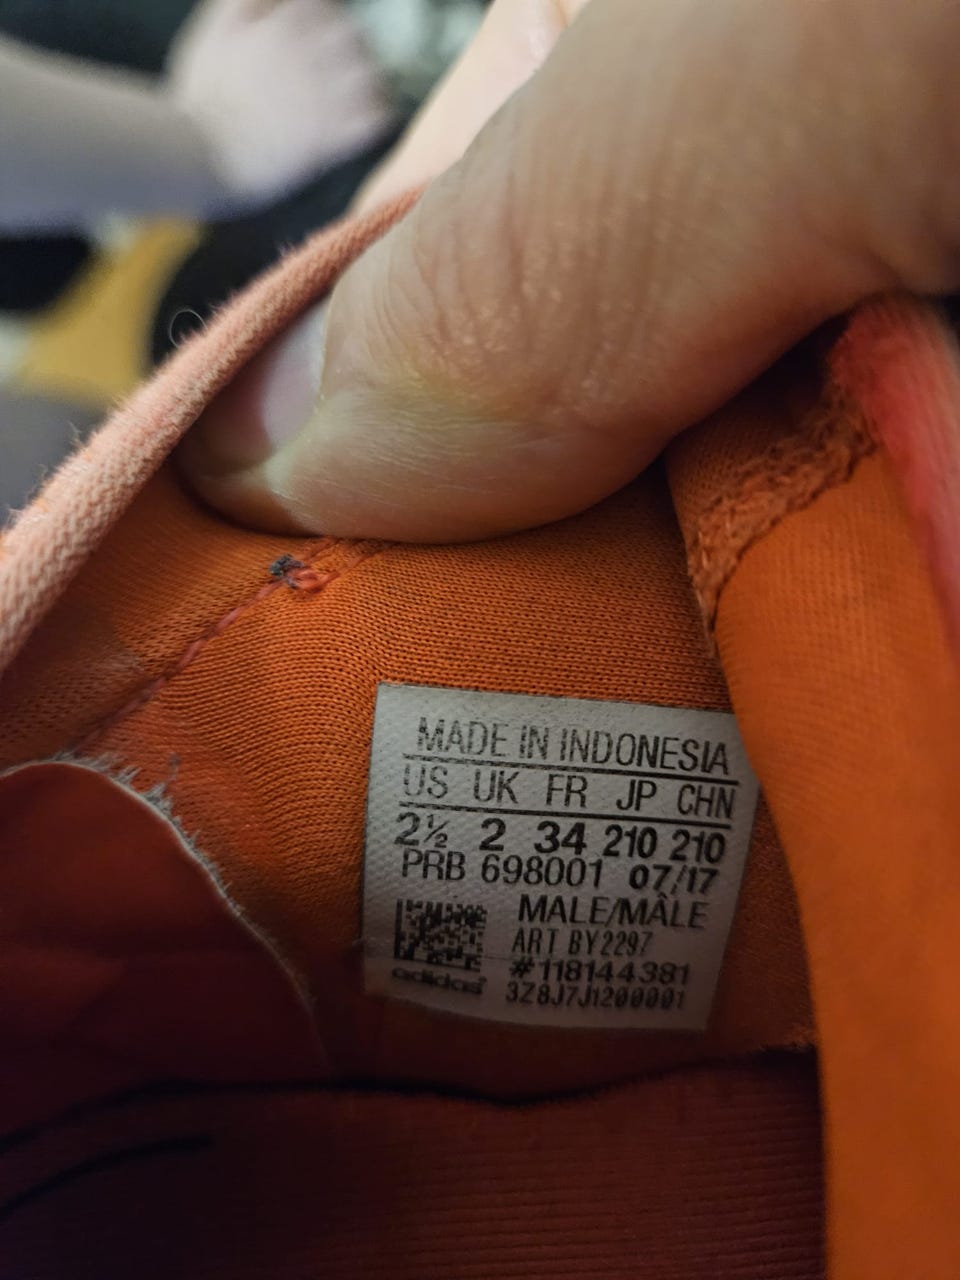 MADE IN INDONESIA
US UK FR JP CHN
2½ 2 34 210 210
PRB 698001 07/17
MALE/MÂLE
ART BY2297
#118144381
adidas
3Z8J7J1200001